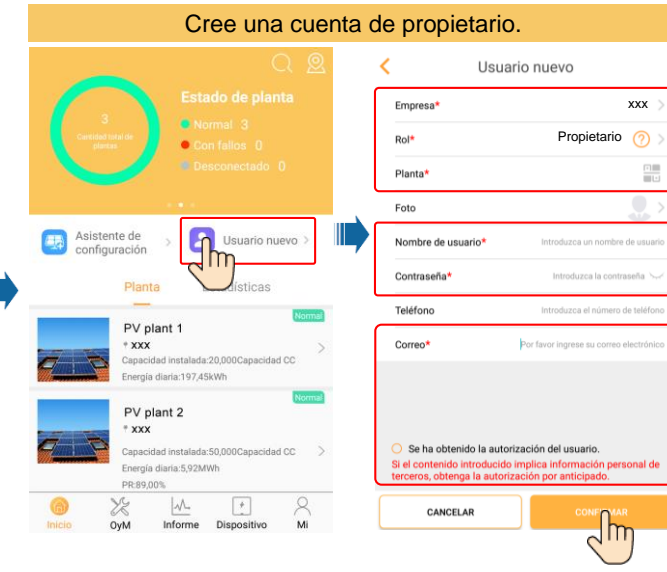 Cree una cuenta de propietario.
Estado de planta
3
Cantidad total de
plantas
Normal 3
Con fallos 0
Desconectado 0
Asistente de
configuración
Usuario nuevo
Planta
Normal
PV plant 1
* xxx
Capacidad instalada:20,000Capacidad CC
Energía diaria:197,45kWh
Normal
PV plant 2
* xxx
Capacidad instalada:50,000Capacidad CC
Energía diaria:5,92MWh
PR:89,00%
Inicio
OyM
Informe
Dispositivo
Mi
Usuario nuevo
Empresa*
xxx
Rol*
Propietario ?
Planta*
Foto
Nombre de usuario*
Introduzca un nombre de usuario
Contraseña*
Introduzca la contraseña
Teléfono
Introduzca el número de teléfono
Correo*
Por favor ingrese su correo electrónico
Se ha obtenido la autorización del usuario.
Si el contenido introducido implica información personal de
terceros, obtenga la autorización por anticipado.
CANCELAR